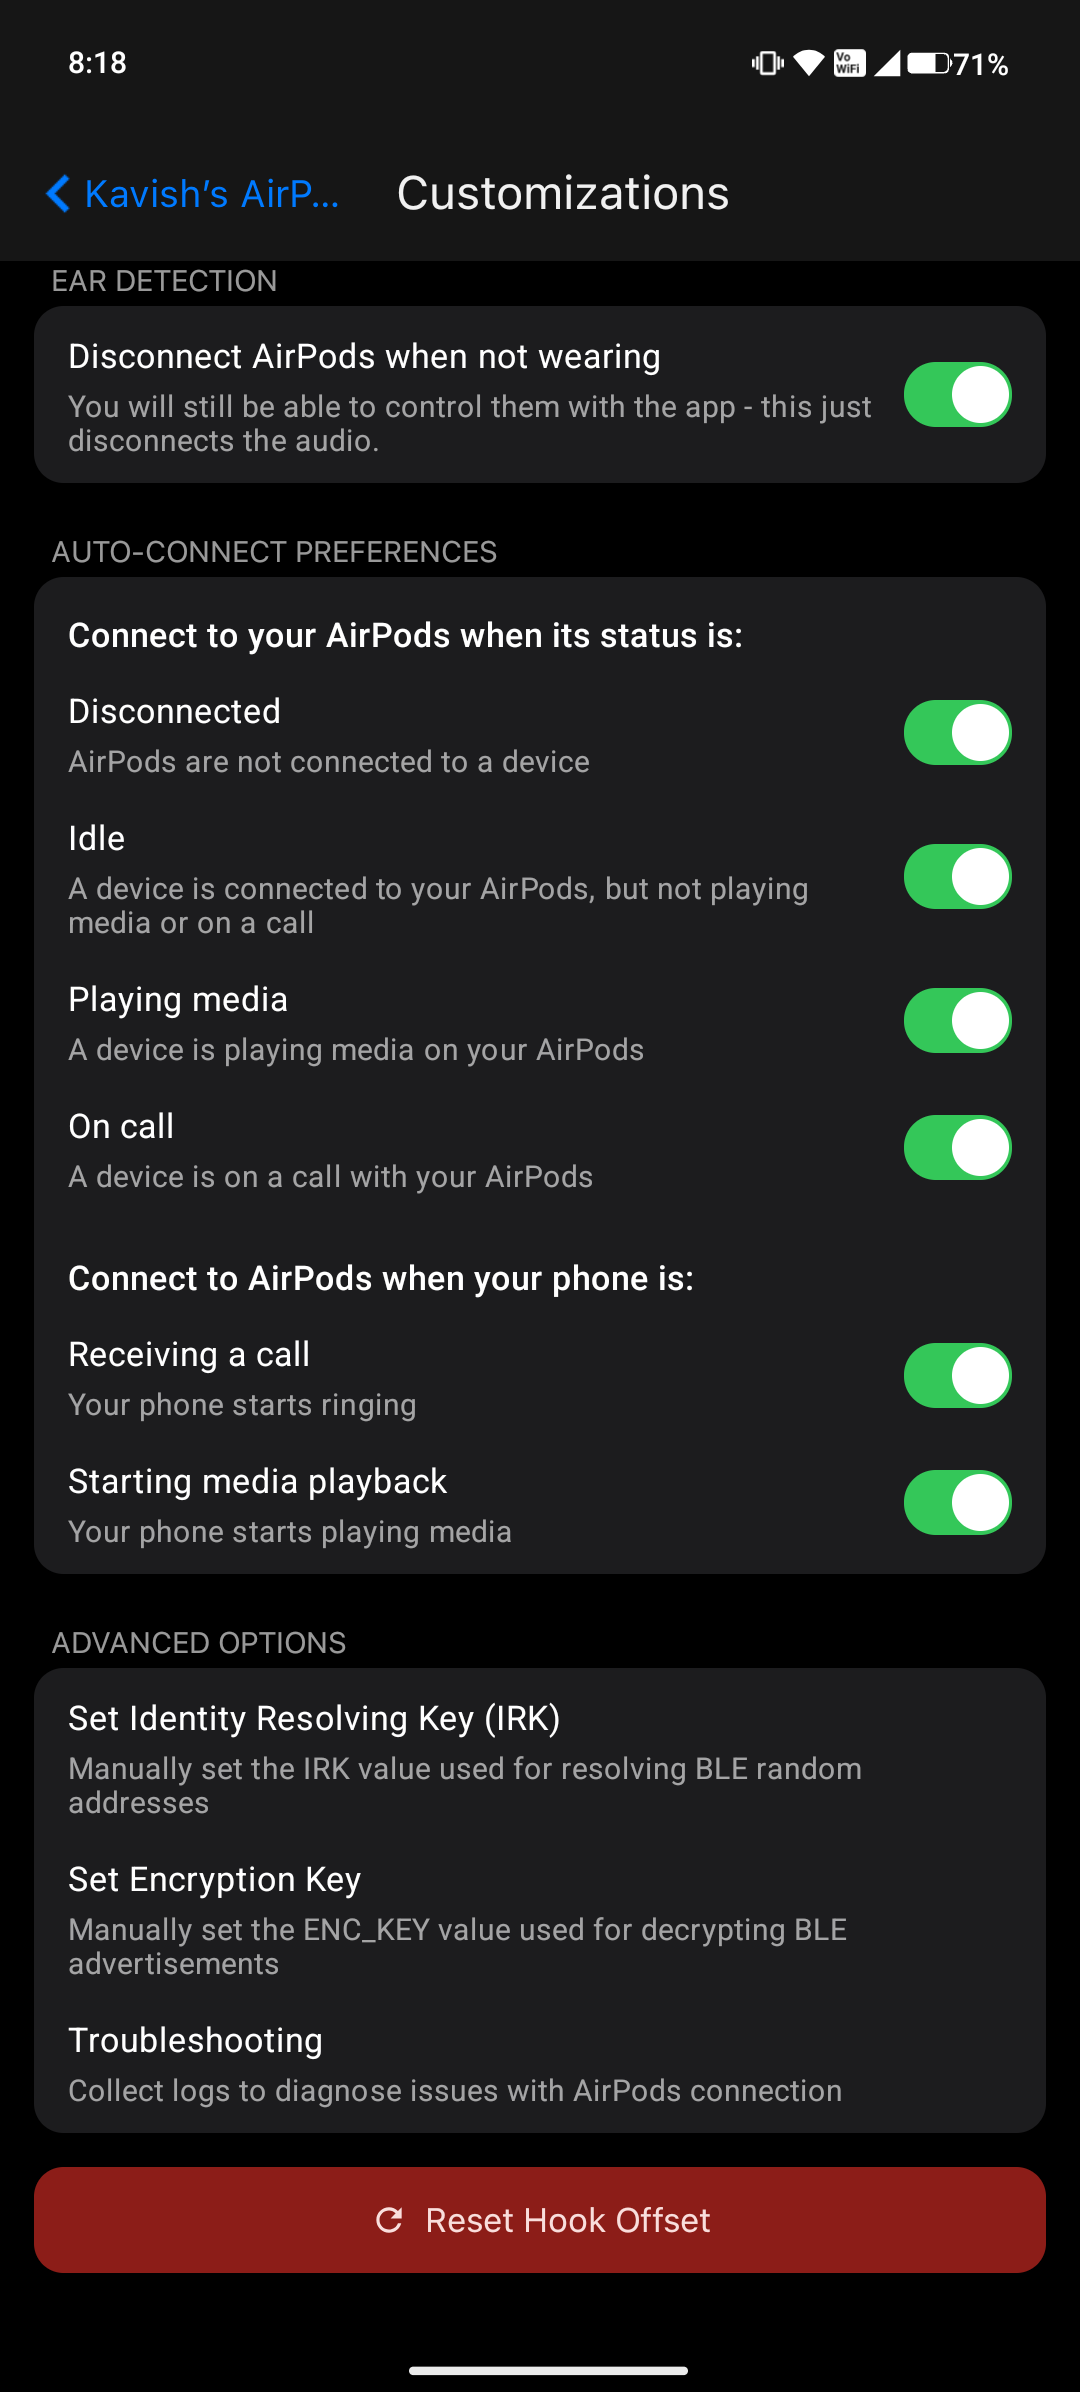 8:18
Vo
WiFi
71%
Kavish’s AirP...
Customizations
EAR DETECTION
Disconnect AirPods when not wearing
You will still be able to control them with the app - this just
disconnects the audio.
AUTO-CONNECT PREFERENCES
Connect to your AirPods when its status is:
Disconnected
AirPods are not connected to a device
Idle
A device is connected to your AirPods, but not playing
media or on a call
Playing media
A device is playing media on your AirPods
On call
A device is on a call with your AirPods
Connect to AirPods when your phone is:
Receiving a call
Your phone starts ringing
Starting media playback
Your phone starts playing media
ADVANCED OPTIONS
Set Identity Resolving Key (IRK)
Manually set the IRK value used for resolving BLE random
addresses
Set Encryption Key
Manually set the ENC_KEY value used for decrypting BLE
advertisements
Troubleshooting
Collect logs to diagnose issues with AirPods connection
Reset Hook Offset